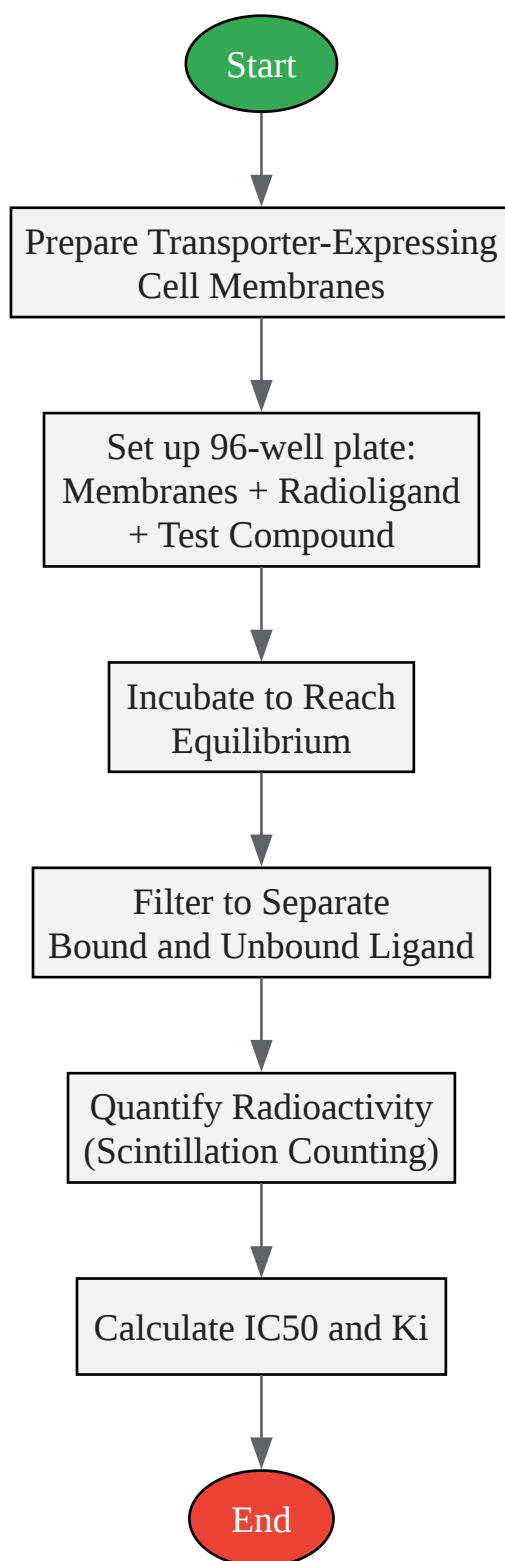 Start
Prepare Transporter-Expressing
Cell Membranes
Set up 96-well plate:
Membranes + Radioligand
+ Test Compound
Incubate to Reach
Equilibrium
Filter to Separate
Bound and Unbound Ligand
Quantify Radioactivity
(Scintillation Counting)
Calculate IC50 and Ki
End